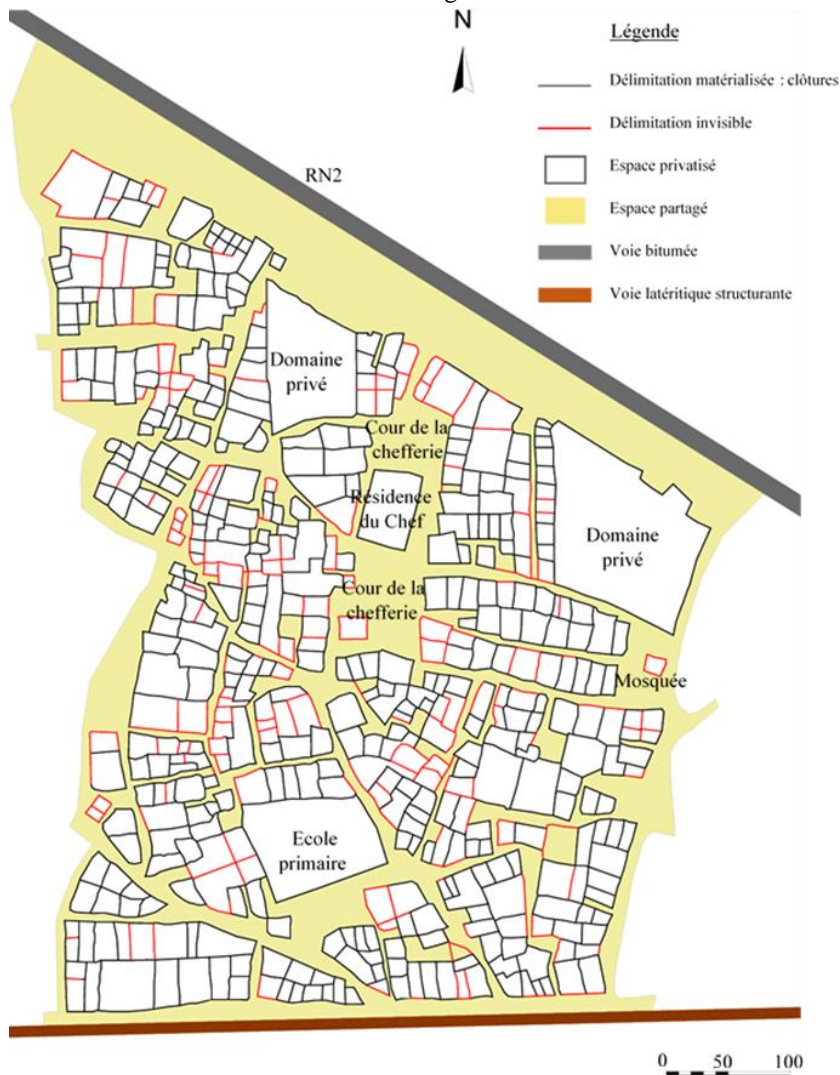 N
Légende
Délimitation matérialisée : clôtures
Délimitation invisible
Espace privatisé
Espace partagé
Voie bitumée
Voie latéritique structurante
RN2
Domaine
privé
Cour de la
chefferie
Résidence
du Chef
Domaine
privé
Cour de la
chefferie
Mosquée
Ecole
primaire
0 50 100